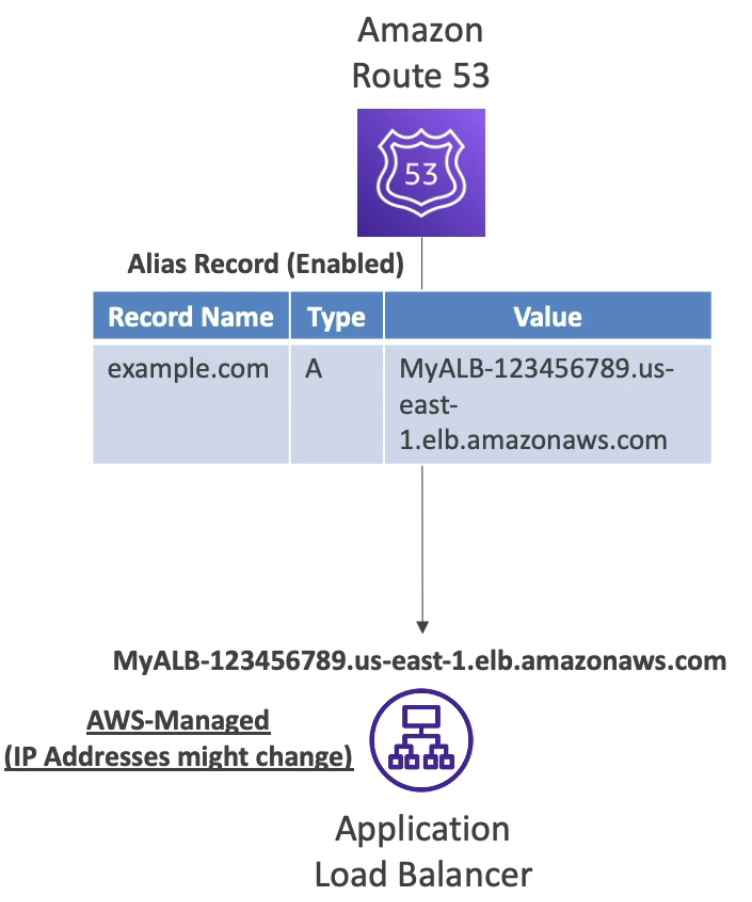 Amazon
Route 53
53
Alias Record (Enabled)
Record Name Type Value
example.com A MyALB-123456789.us-
east-
1.elb.amazonaws.com
MyALB-123456789.us-east-1.elb.amazonaws.com
AWS-Managed
(IP Addresses might change)
Application
Load Balancer